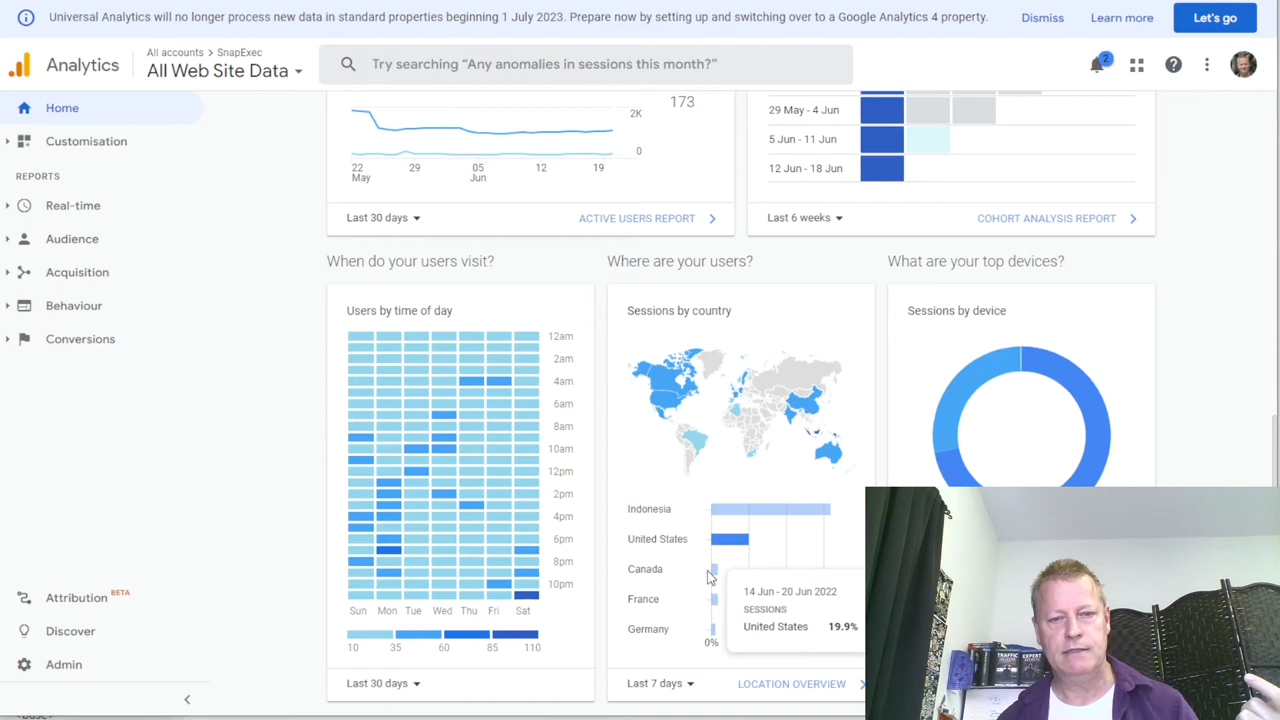 Universal Analytics will no longer process new data in standard properties beginning 1 July 2023. Prepare now by setting up and switching over to a Google Analytics 4 property.
Dismiss
Learn more
Let's go
Analytics
All accounts > SnapExec
All Web Site Data
Try searching “Any anomalies in sessions this month?”
2
Home
Customisation
REPORTS
Real-time
Audience
Acquisition
Behaviour
Conversions
Attribution BETA
Discover
Admin
173
2K
0
22 May
29
05 Jun
12
19
Last 30 days
ACTIVE USERS REPORT
29 May - 4 Jun
5 Jun - 11 Jun
12 Jun - 18 Jun
Last 6 weeks
COHORT ANALYSIS REPORT
When do your users visit?
Users by time of day
12am
2am
4am
6am
8am
10am
12pm
2pm
4pm
6pm
8pm
10pm
Sun Mon Tue Wed Thu Fri Sat
10 35 60 85 110
Last 30 days
Where are your users?
Sessions by country
Indonesia
United States
Canada
France
Germany
0%
14 Jun - 20 Jun 2022
SESSIONS
United States 19.9%
Last 7 days
LOCATION OVERVIEW
What are your top devices?
Sessions by device
TRAFFIC
EXPERT